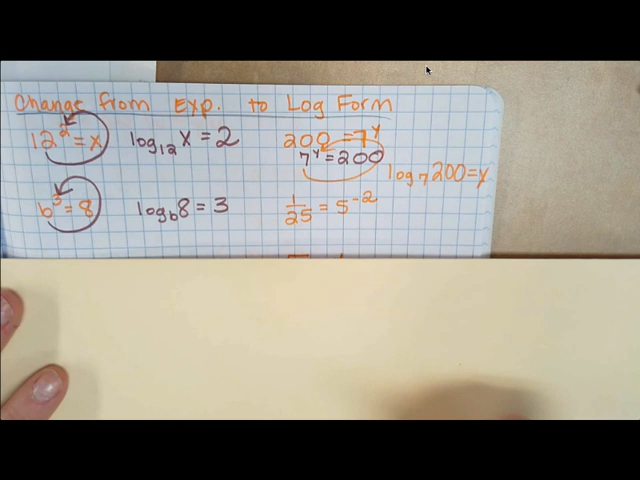 Change from Exp. to Log Form
12² = x log₁₂ x = 2 200 = 7ʸ
7ʸ = 200 log₇ 200 = y
b³ = 8 log_b 8 = 3 1/25 = 5⁻²